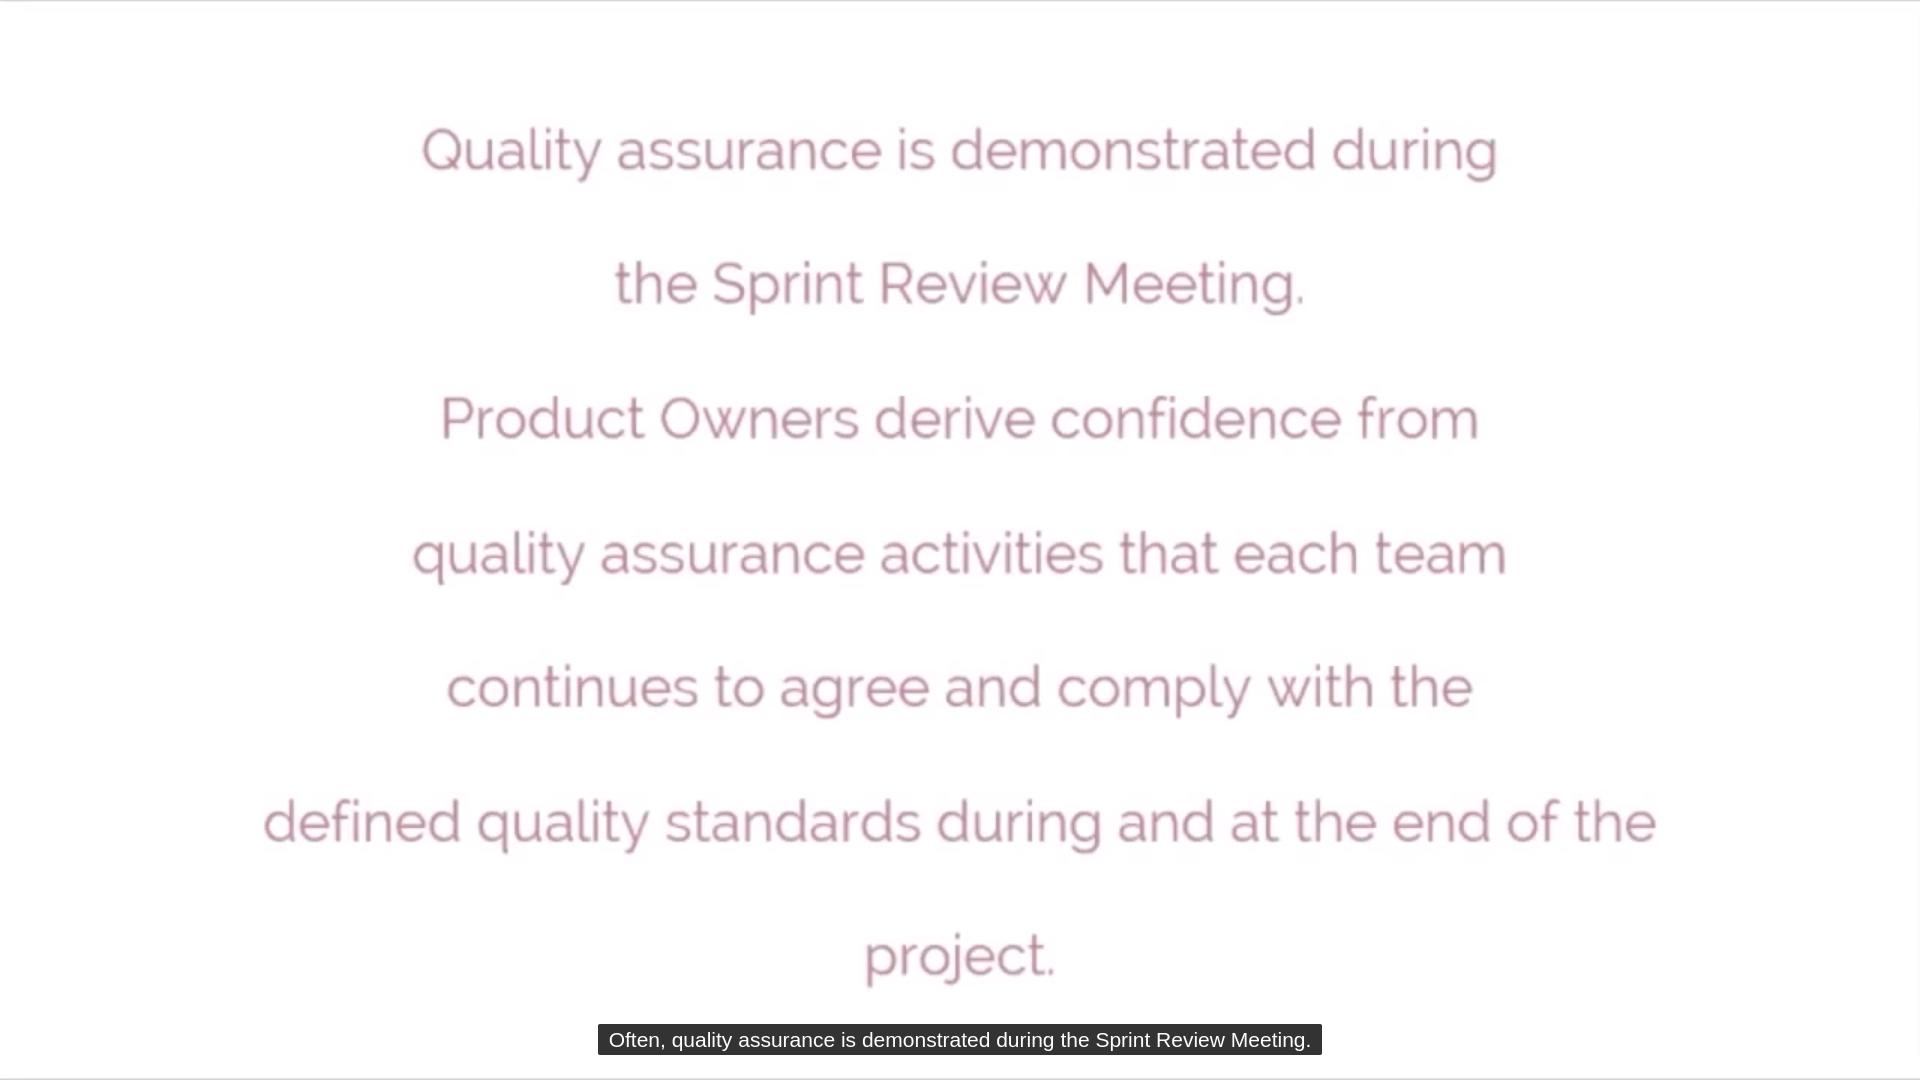 Quality assurance is demonstrated during
the Sprint Review Meeting.
Product Owners derive confidence from
quality assurance activities that each team
continues to agree and comply with the
defined quality standards during and at the end of the
project.
Often, quality assurance is demonstrated during the Sprint Review Meeting.